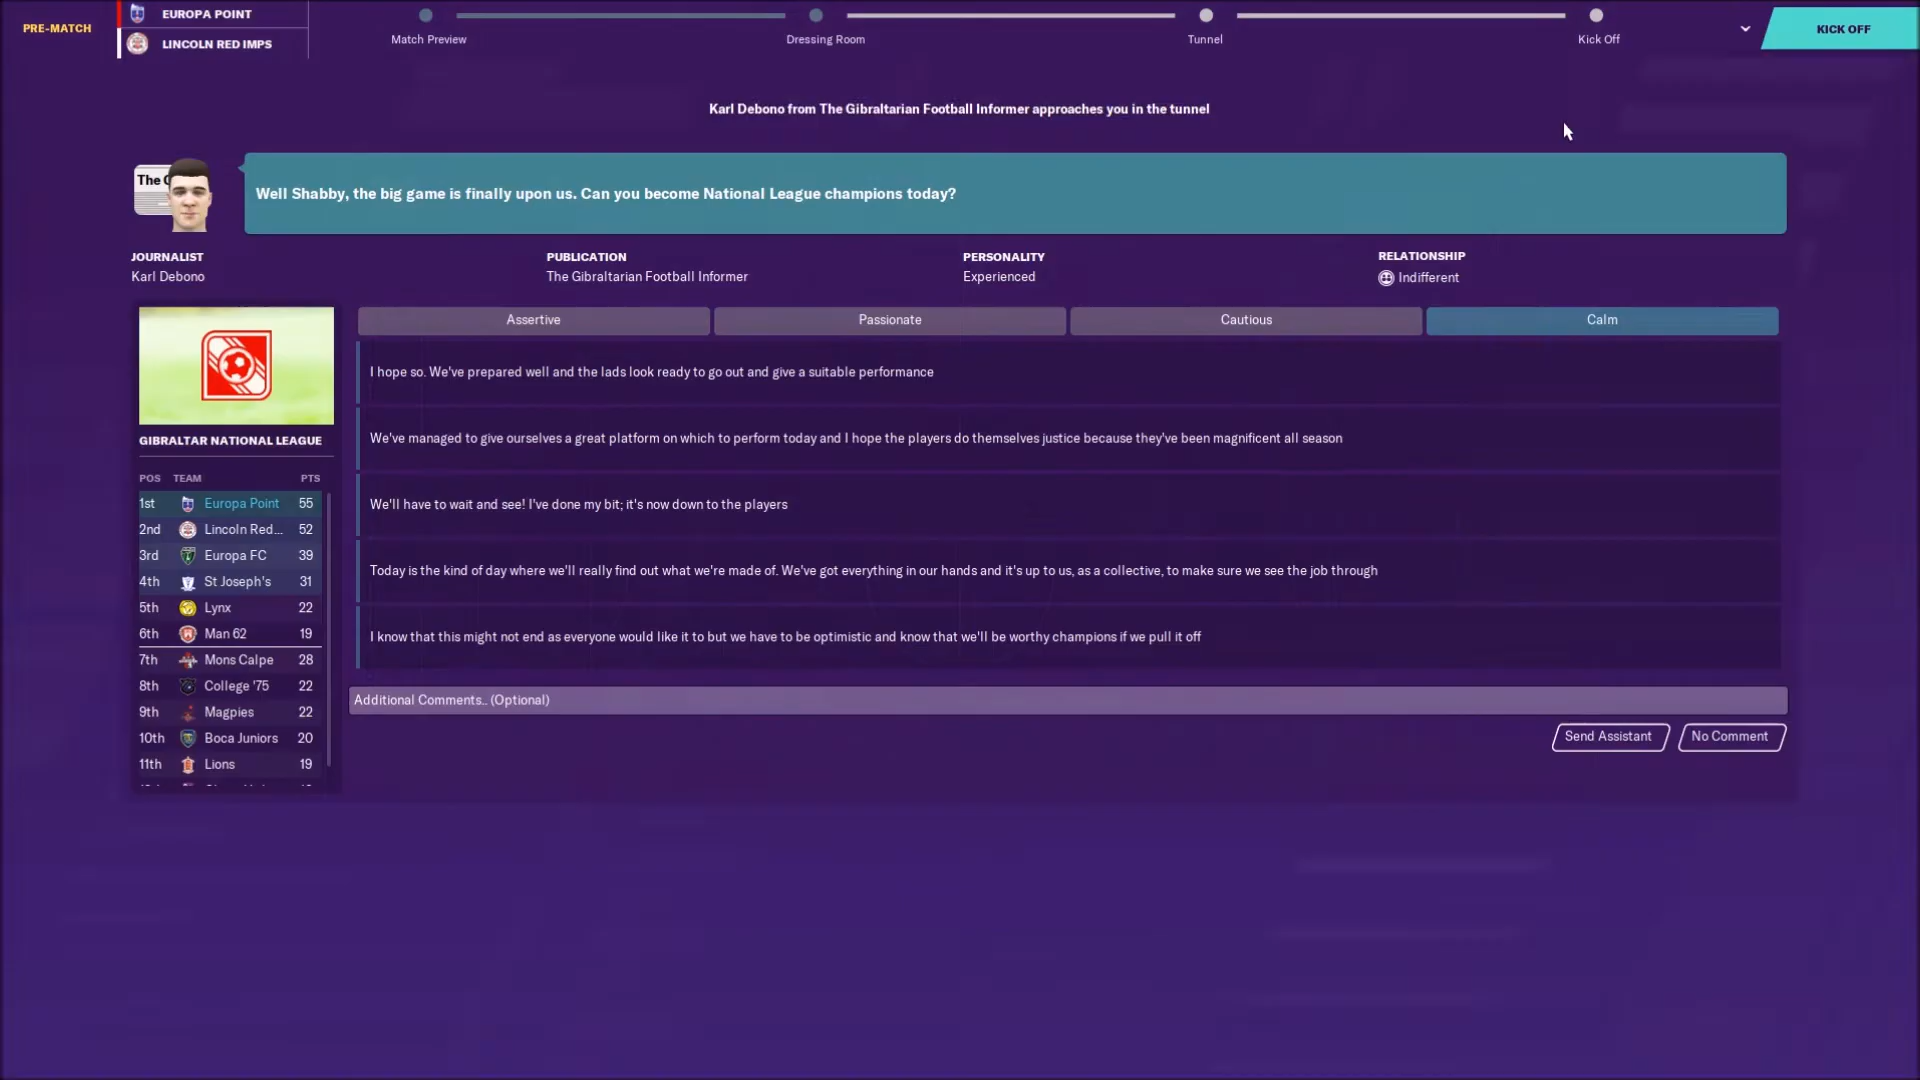 PRE-MATCH
EUROPA POINT
LINCOLN RED IMPS
Match Preview
Dressing Room
Tunnel
Kick Off
KICK OFF
Karl Debono from The Gibraltarian Football Informer approaches you in the tunnel
The
Well Shabby, the big game is finally upon us. Can you become National League champions today?
JOURNALIST
Karl Debono
PUBLICATION
The Gibraltarian Football Informer
PERSONALITY
Experienced
RELATIONSHIP
Indifferent
Assertive
Passionate
Cautious
Calm
I hope so. We've prepared well and the lads look ready to go out and give a suitable performance
We've managed to give ourselves a great platform on which to perform today and I hope the players do themselves justice because they've been magnificent all season
We'll have to wait and see! I've done my bit; it's now down to the players
Today is the kind of day where we'll really find out what we're made of. We've got everything in our hands and it's up to us, as a collective, to make sure we see the job through
I know that this might not end as everyone would like it to but we have to be optimistic and know that we'll be worthy champions if we pull it off
GIBRALTAR NATIONAL LEAGUE
POS TEAM PTS
1st Europa Point 55
2nd Lincoln Red... 52
3rd Europa FC 39
4th St Joseph's 31
5th Lynx 22
6th Man 62 19
7th Mons Calpe 28
8th College '75 22
9th Magpies 22
10th Boca Juniors 20
11th Lions 19
Additional Comments.. (Optional)
Send Assistant
No Comment